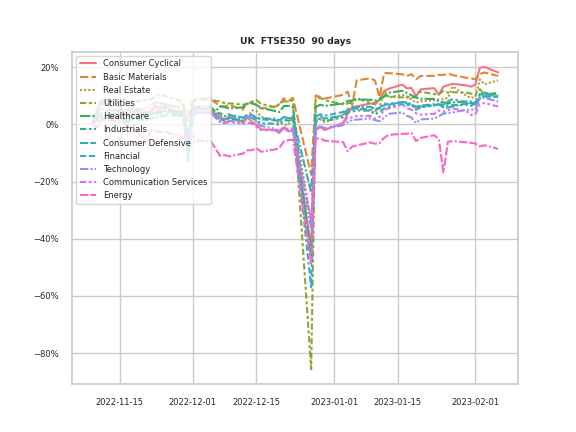 UK  FTSE350  90 days
20%
0%
−20%
−40%
−60%
−80%
Consumer Cyclical
Basic Materials
Real Estate
Utilities
Healthcare
Industrials
Consumer Defensive
Financial
Technology
Communication Services
Energy
2022-11-15
2022-12-01
2022-12-15
2023-01-01
2023-01-15
2023-02-01